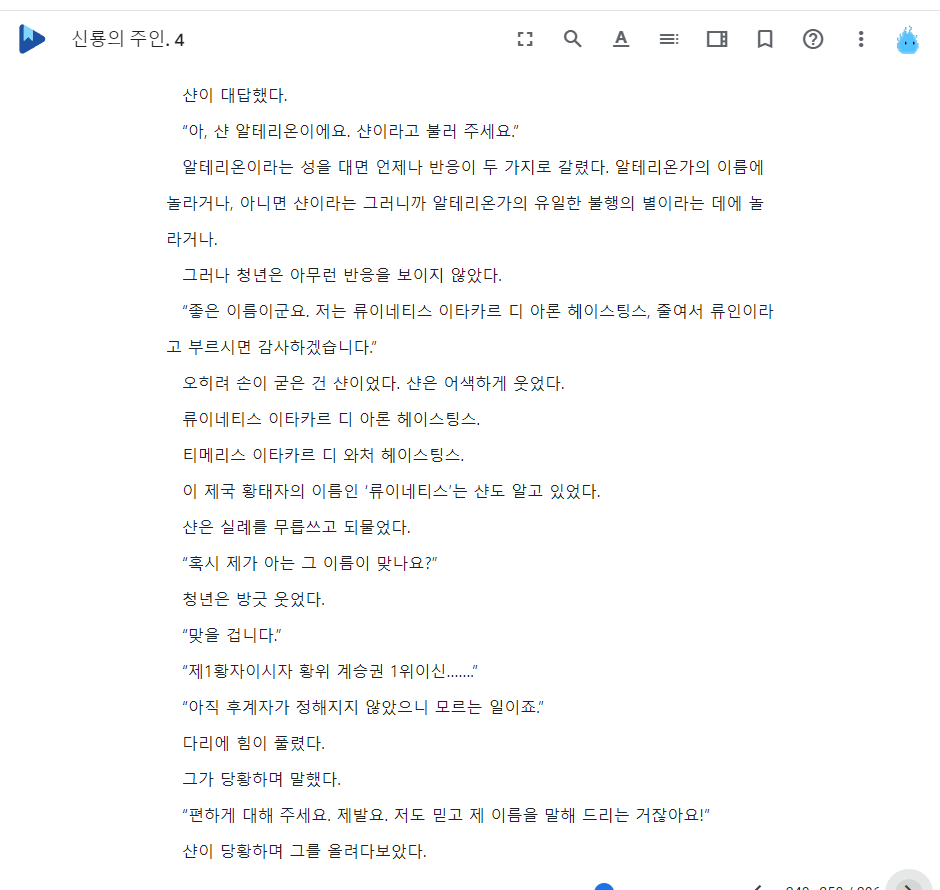 신룡의 주인. 4
샨이 대답했다.
“아, 샨 알테리온이에요. 샨이라고 불러 주세요.”
알테리온이라는 성을 대면 언제나 반응이 두 가지로 갈렸다. 알테리온가의 이름에
놀라거나, 아니면 샨이라는 그러니까 알테리온가의 유일한 불행의 별이라는 데에 놀
라거나.
그러나 청년은 아무런 반응을 보이지 않았다.
“좋은 이름이군요. 저는 류이네티스 이타카르 디 아론 헤이스팅스, 줄여서 류인이라
고 부르시면 감사하겠습니다.”
오히려 손이 굳은 건 샨이었다. 샨은 어색하게 웃었다.
류이네티스 이타카르 디 아론 헤이스팅스.
티메리스 이타카르 디 와처 헤이스팅스.
이 제국 황태자의 이름인 ‘류이네티스’는 샨도 알고 있었다.
샨은 실례를 무릅쓰고 되물었다.
“혹시 제가 아는 그 이름이 맞나요?”
청년은 방긋 웃었다.
“맞을 겁니다.”
“제1황자이시자 황위 계승권 1위이신…….”
“아직 후계자가 정해지지 않았으니 모르는 일이죠.”
다리에 힘이 풀렸다.
그가 당황하며 말했다.
“편하게 대해 주세요. 제발요. 저도 믿고 제 이름을 말해 드리는 거잖아요!”
샨이 당황하며 그를 올려다보았다.